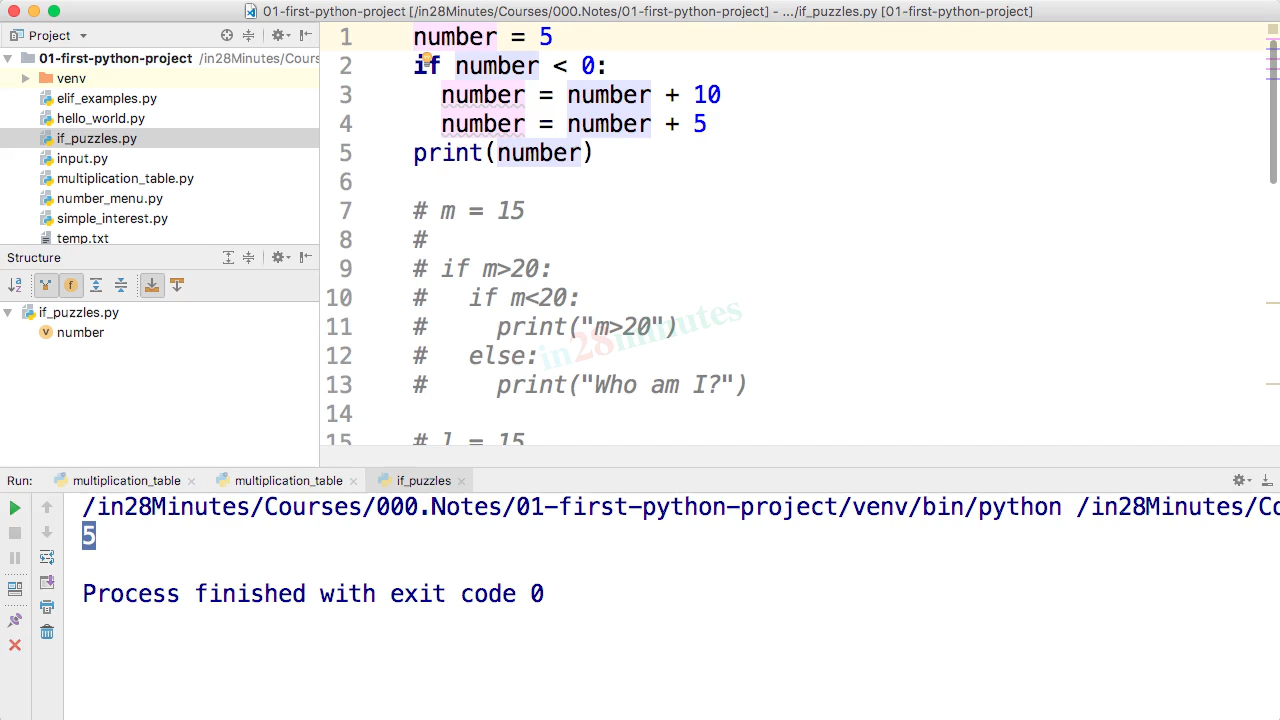 01-first-python-project [/in28Minutes/Courses/000.Notes/01-first-python-project] - .../if_puzzles.py [01-first-python-project]
Project
01-first-python-project /in28Minutes/Cours
venv
elif_examples.py
hello_world.py
if_puzzles.py
input.py
multiplication_table.py
number_menu.py
simple_interest.py
temp.txt
Structure
if_puzzles.py
number
1 number = 5
2 if number < 0:
3 number = number + 10
4 number = number + 5
5 print(number)
6
7 # m = 15
8 #
9 # if m>20:
10 # if m<20:
11 # print("m>20")
12 # else:
13 # print("Who am I?")
14
15 # l = 15
in28minutes
Run: multiplication_table multiplication_table if_puzzles
/in28Minutes/Courses/000.Notes/01-first-python-project/venv/bin/python /in28Minutes/Co
5
Process finished with exit code 0